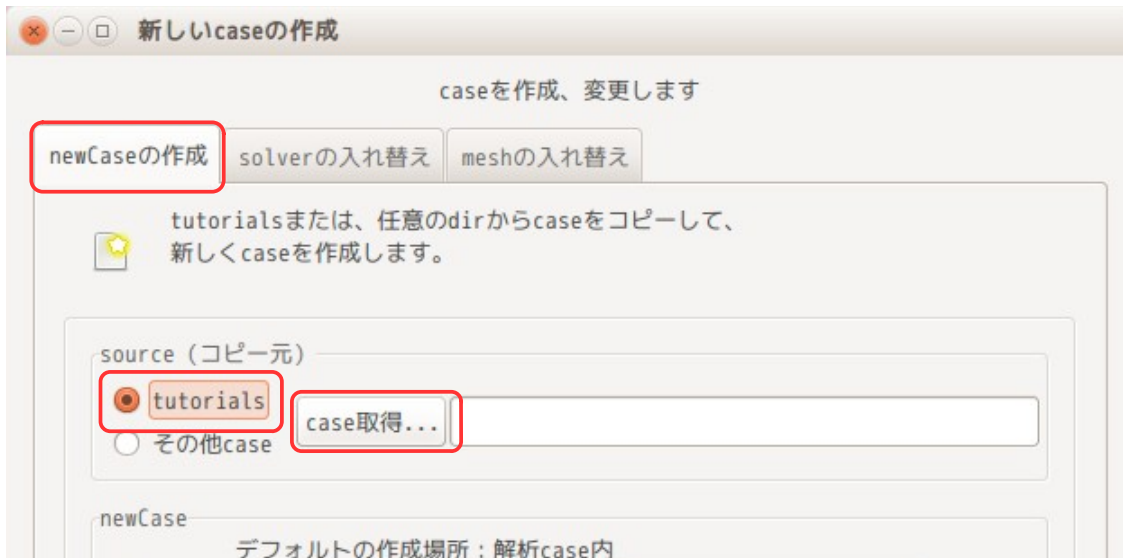 新しいcaseの作成
caseを作成、変更します
newCaseの作成 solverの入れ替え meshの入れ替え
tutorialsまたは、任意のdirからcaseをコピーして、
新しくcaseを作成します。
source (コピー元)
tutorials
case取得...
その他case
newCase
デフォルトの作成場所：解析case内